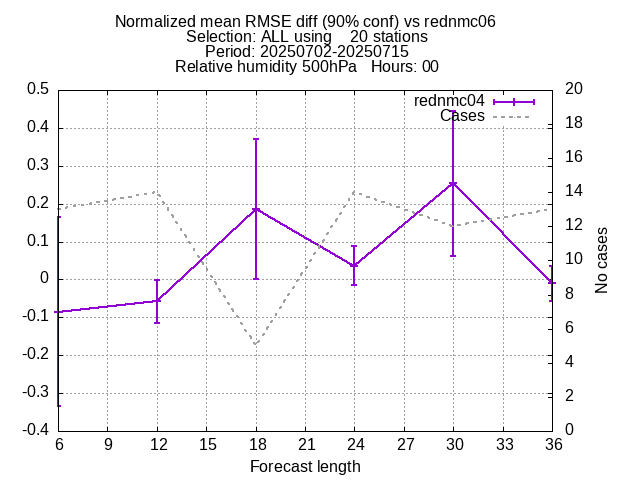 Normalized mean RMSE diff (90% conf) vs rednmc06
Selection: ALL using    20 stations
Period: 20250702-20250715
Relative humidity 500hPa   Hours: 00
rednmc04
Cases
0.5
0.4
0.3
0.2
0.1
0
-0.1
-0.2
-0.3
-0.4
20
18
16
14
12
10
8
6
4
2
0
No cases
6 9 12 15 18 21 24 27 30 33 36
Forecast length